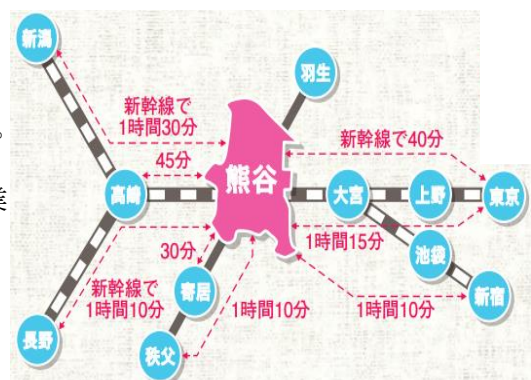 新潟
羽生
新幹線で
1時間30分
新幹線で40分
。
45分
熊谷
高崎
大宮
上野
東京
業
1時間15分
30分
池袋
新幹線で
1時間10分
寄居
新宿
1時間10分
1時間10分
長野
秩父